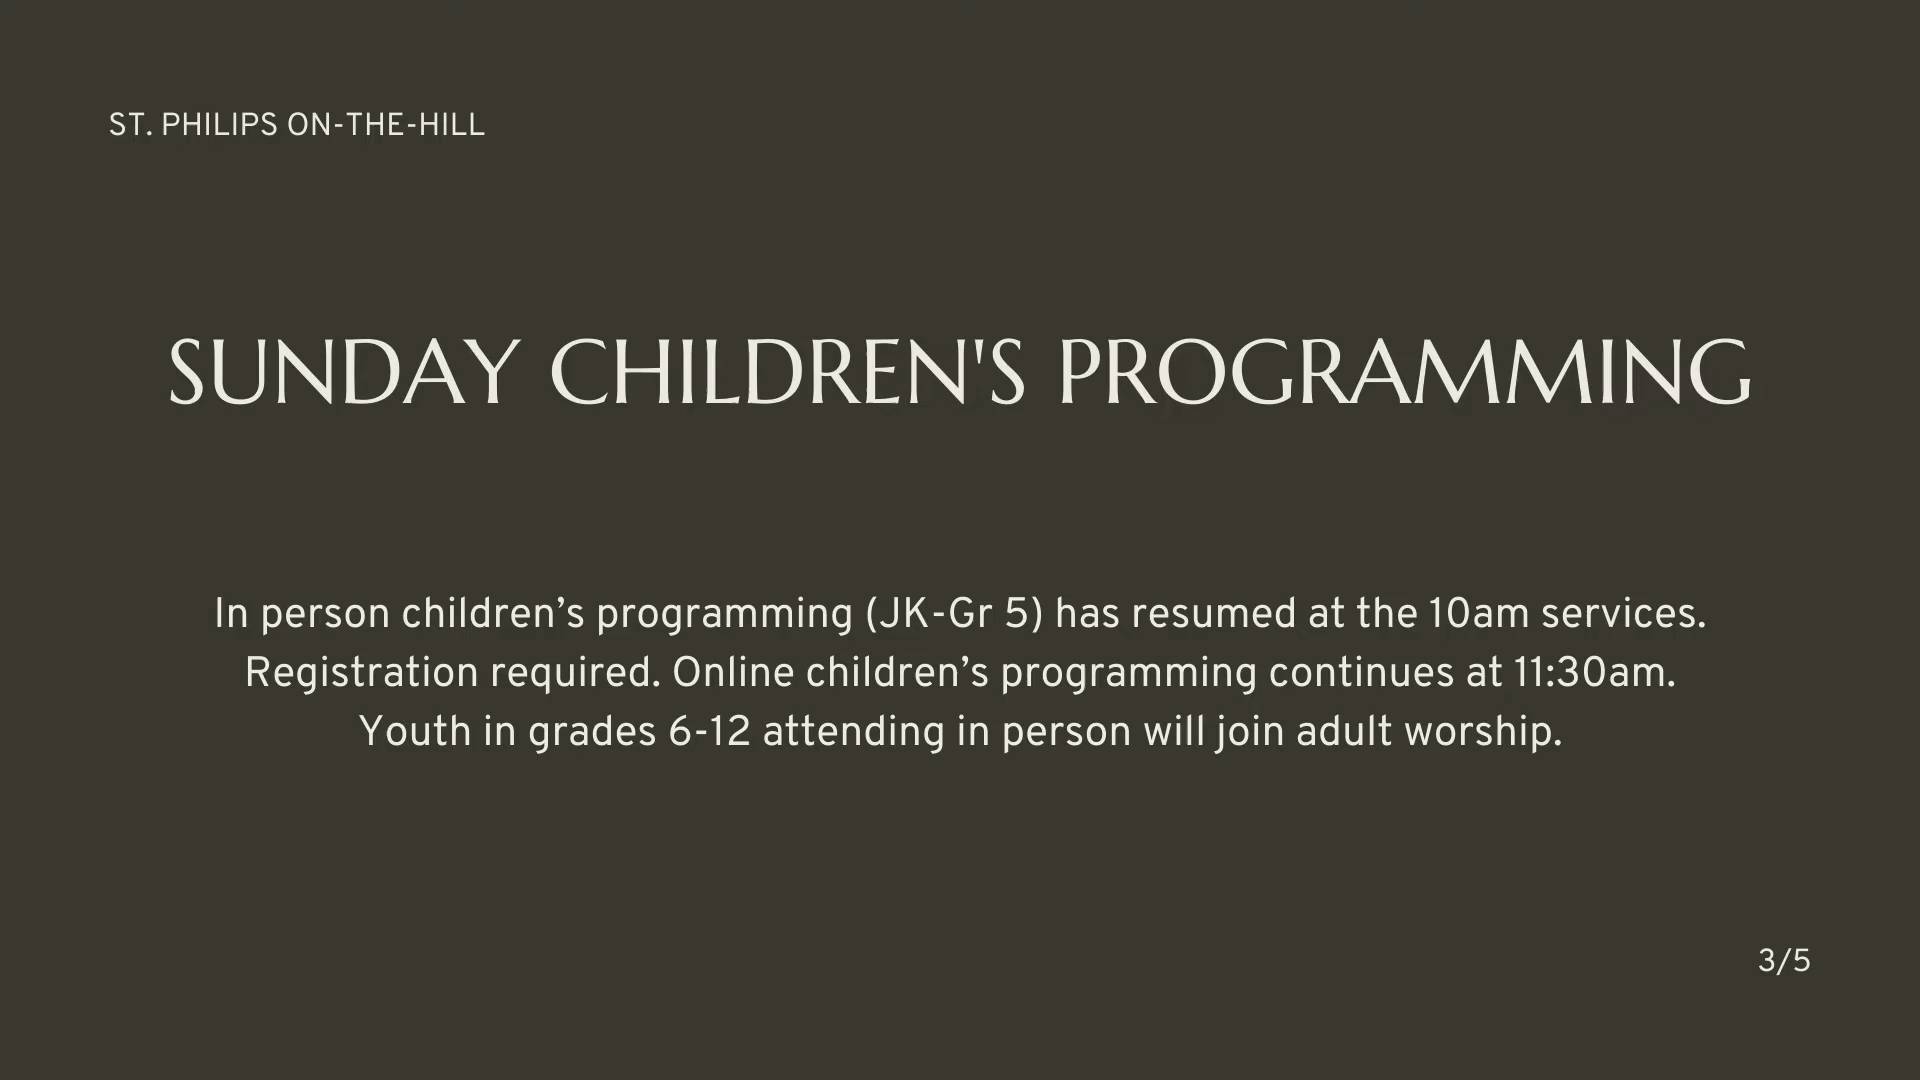 ST. PHILIPS ON-THE-HILL
SUNDAY CHILDREN'S PROGRAMMING
In person children’s programming (JK-Gr 5) has resumed at the 10am services.
Registration required. Online children’s programming continues at 11:30am.
Youth in grades 6-12 attending in person will join adult worship.
3/5